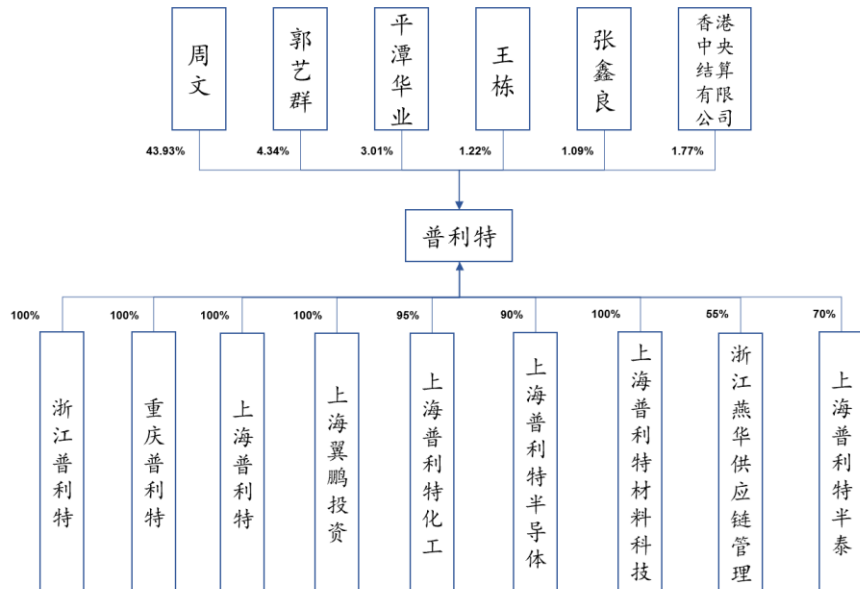 周文
郭艺群
平潭华业
王栋
张鑫良
香港中央结算有限公司
43.93%
4.34%
3.01%
1.22%
1.09%
1.77%
普利特
100%
100%
100%
100%
95%
90%
100%
55%
70%
浙江普利特
重庆普利特
上海普利特
上海翼鹏投资
上海普利特化工
上海普利特半导体
上海普利特材料科技
浙江燕华供应链管理
上海普利特半泰